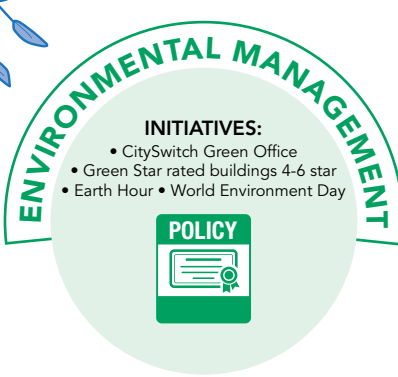 ENVIRONMENTAL MANAGEMENT
INITIATIVES:
• CitySwitch Green Office
• Green Star rated buildings 4-6 star
• Earth Hour • World Environment Day
POLICY